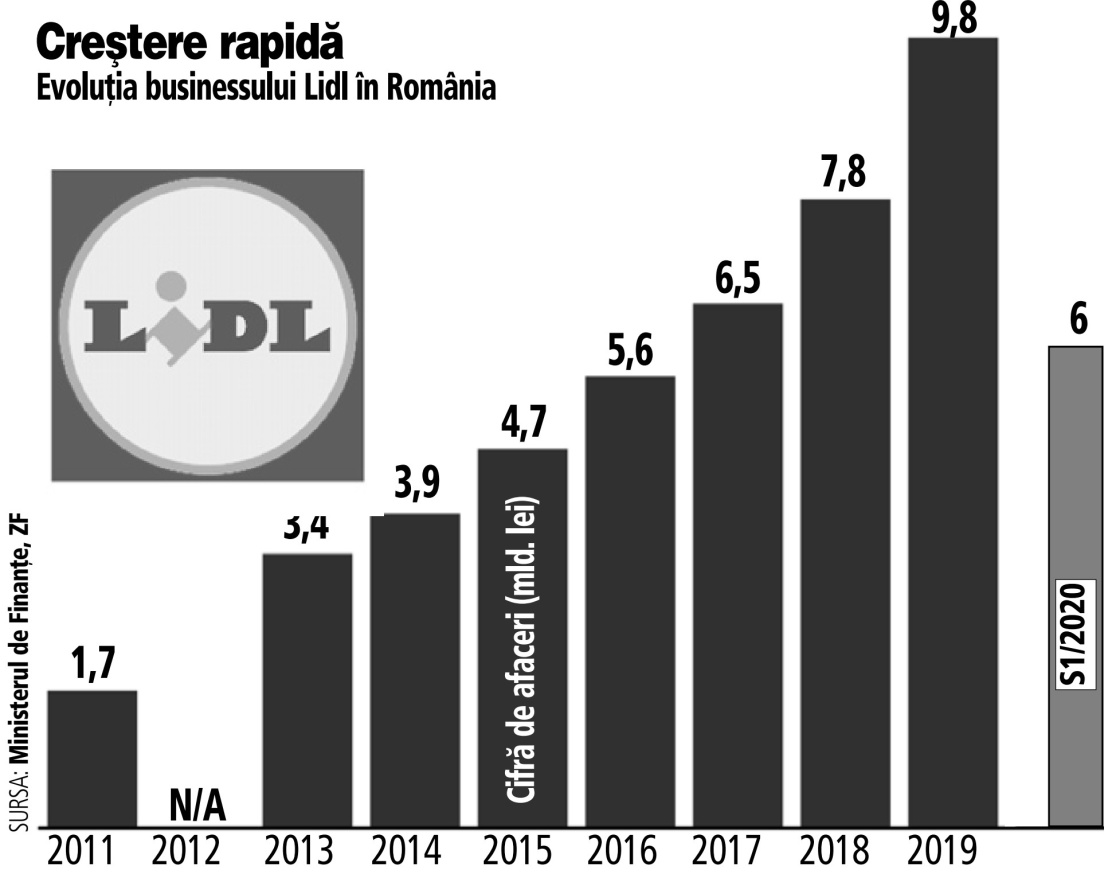 Creştere rapidă
Evoluția businessului Lidl în România
LiDL
9,8
7,8
6,5
6
5,6
4,7
3,9
3,4
1,7
N/A
Cifră de afaceri (mld. lei)
S1/2020
SURSA: Ministerul de Finanțe, ZF
2011 2012 2013 2014 2015 2016 2017 2018 2019